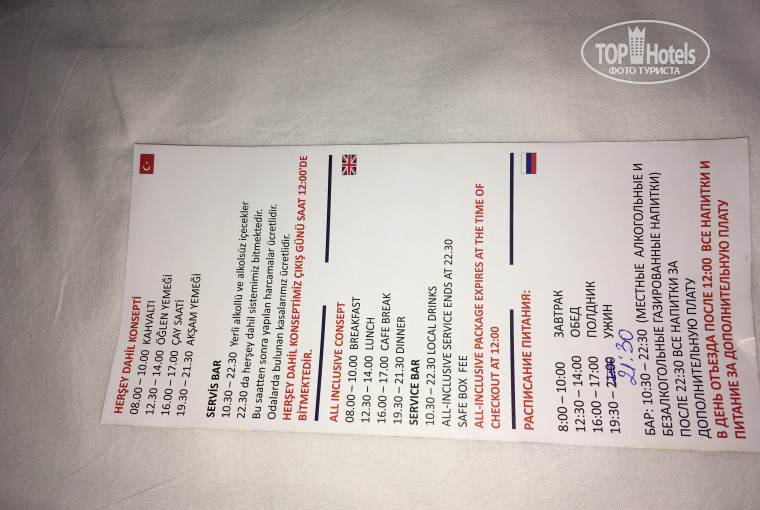 HERŞEY DAHİL KONSEPTİ
08.00 – 10.00 KAHVALTI
12.30 – 14.00 ÖĞLEN YEMEĞİ
16.00 – 17.00 ÇAY SAATİ
19.30 – 21.30 AKŞAM YEMEĞİ
SERVİS BAR
10.30 – 22.30 Yerli alkollü ve alkolsüz içecekler
22.30 da herşey dahil sistemimiz bitmektedir.
Bu saatten sonra yapılan harcamalar ücretlidir.
Odalarda bulunan kasalarımız ücretlidir.
HERŞEY DAHİL KONSEPTİMİZ ÇIKIŞ GÜNÜ SAAT 12:00'DE
BİTMEKTEDİR.
ALL INCLUSIVE CONSEPT
08.00 – 10.00 BREAKFAST
12.30 – 14.00 LUNCH
16.00 – 17.00 CAFE BREAK
19.30 – 21.30 DINNER
SERVICE BAR
10.30 – 22.30 LOCAL DRINKS
ALL-INCLUSIVE SERVICE ENDS AT 22.30
SAFE BOX FEE
ALL-INCLUSIVE PACKAGE EXPIRES AT THE TIME OF
CHECKOUT AT 12:00
РАСПИСАНИЕ ПИТАНИЯ:
8:00 – 10:00 ЗАВТРАК
12:30 – 14:00 ОБЕД
16:00 – 17:00 ПОЛДНИК
19:30 – 21:00 УЖИН
21:30
БАР: 10:30 – 22:30 (МЕСТНЫЕ АЛКОГОЛЬНЫЕ И
БЕЗАЛКОГОЛЬНЫЕ ГАЗИРОВАННЫЕ НАПИТКИ)
ПОСЛЕ 22:30 ВСЕ НАПИТКИ ЗА
ДОПОЛНИТЕЛЬНУЮ ПЛАТУ
В ДЕНЬ ОТЪЕЗДА ПОСЛЕ 12:00 ВСЕ НАПИТКИ И
ПИТАНИЕ ЗА ДОПОЛНИТЕЛЬНУЮ ПЛАТУ
TOP Hotels
ФОТО ТУРИСТА